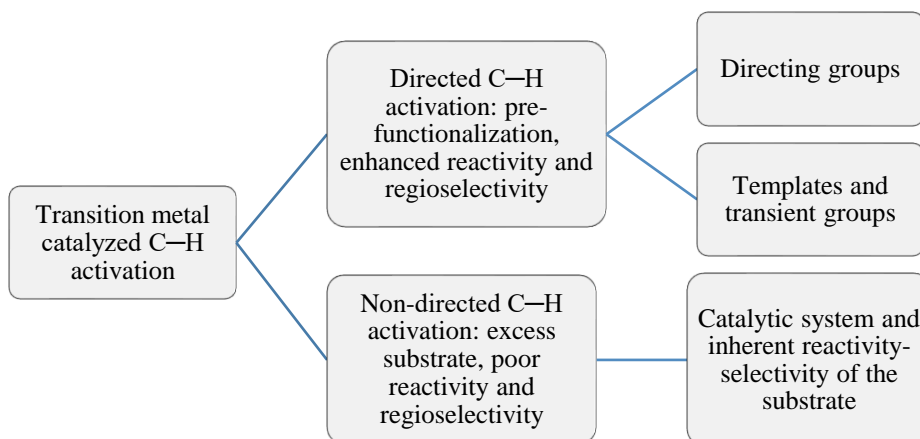 Transition metal
catalyzed C─H
activation
Directed C─H
activation: pre-
functionalization,
enhanced reactivity and
regioselectivity
Directing groups
Templates and
transient groups
Non-directed C─H
activation: excess
substrate, poor
reactivity and
regioselectivity
Catalytic system and
inherent reactivity-
selectivity of the
substrate